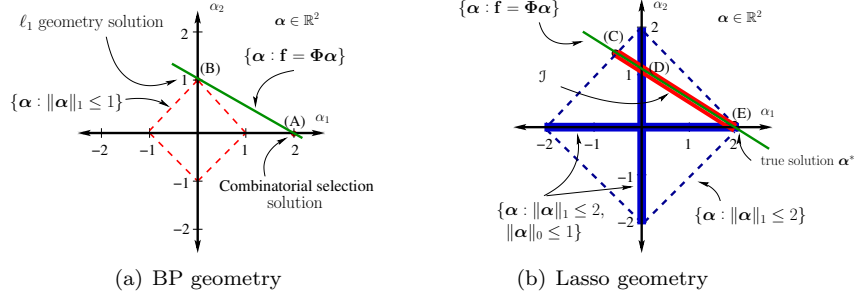 α₂
α ∈ ℝ²
ℓ₁ geometry solution
(B)
{α : f = Φα}
{α : ‖α‖₁ ≤ 1}
(A)
α₁
1
−2
−1
1
2
−1
−2
Combinatorial selection
solution
(a) BP geometry
α₂
α ∈ ℝ²
{α : f = Φα}
2
(C)
(D)
1
ℐ
(E)
α₁
−2
−1
1
2
−1
−2
true solution α*
{α : ‖α‖₁ ≤ 2,
‖α‖₀ ≤ 1}
{α : ‖α‖₁ ≤ 2}
(b) Lasso geometry